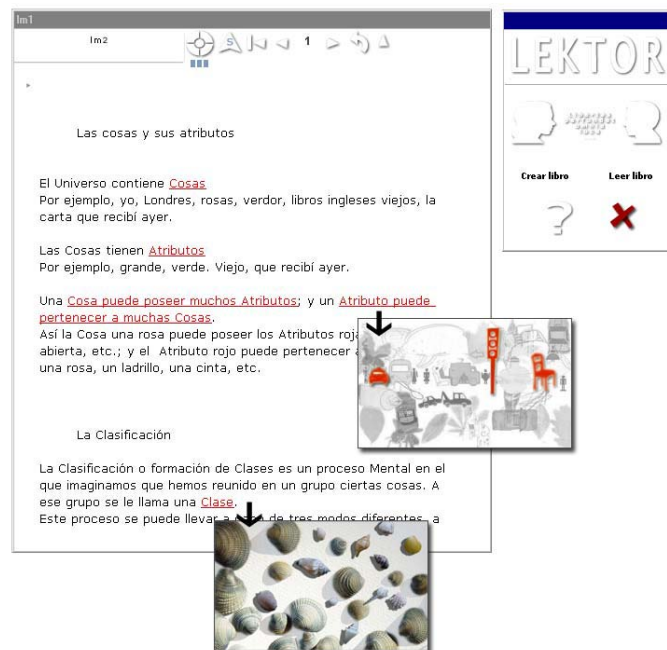 lm1
lm2
S
1
LEKTOR
Crear libro
Leer libro
?
Las cosas y sus atributos
El Universo contiene Cosas
Por ejemplo, yo, Londres, rosas, verdor, libros ingleses viejos, la
carta que recibí ayer.
Las Cosas tienen Atributos
Por ejemplo, grande, verde. Viejo, que recibí ayer.
Una Cosa puede poseer muchos Atributos; y un Atributo puede
pertenecer a muchas Cosas.
Así la Cosa una rosa puede poseer los Atributos
abierta, etc.; y el Atributo rojo puede pertenecer
una rosa, un ladrillo, una cinta, etc.
La Clasificación
La Clasificación o formación de Clases es un proceso Mental en el
que imaginamos que hemos reunido en un grupo ciertas cosas. A
ese grupo se le llama una Clase.
Este proceso se puede llevar a de tres modos diferentes, a